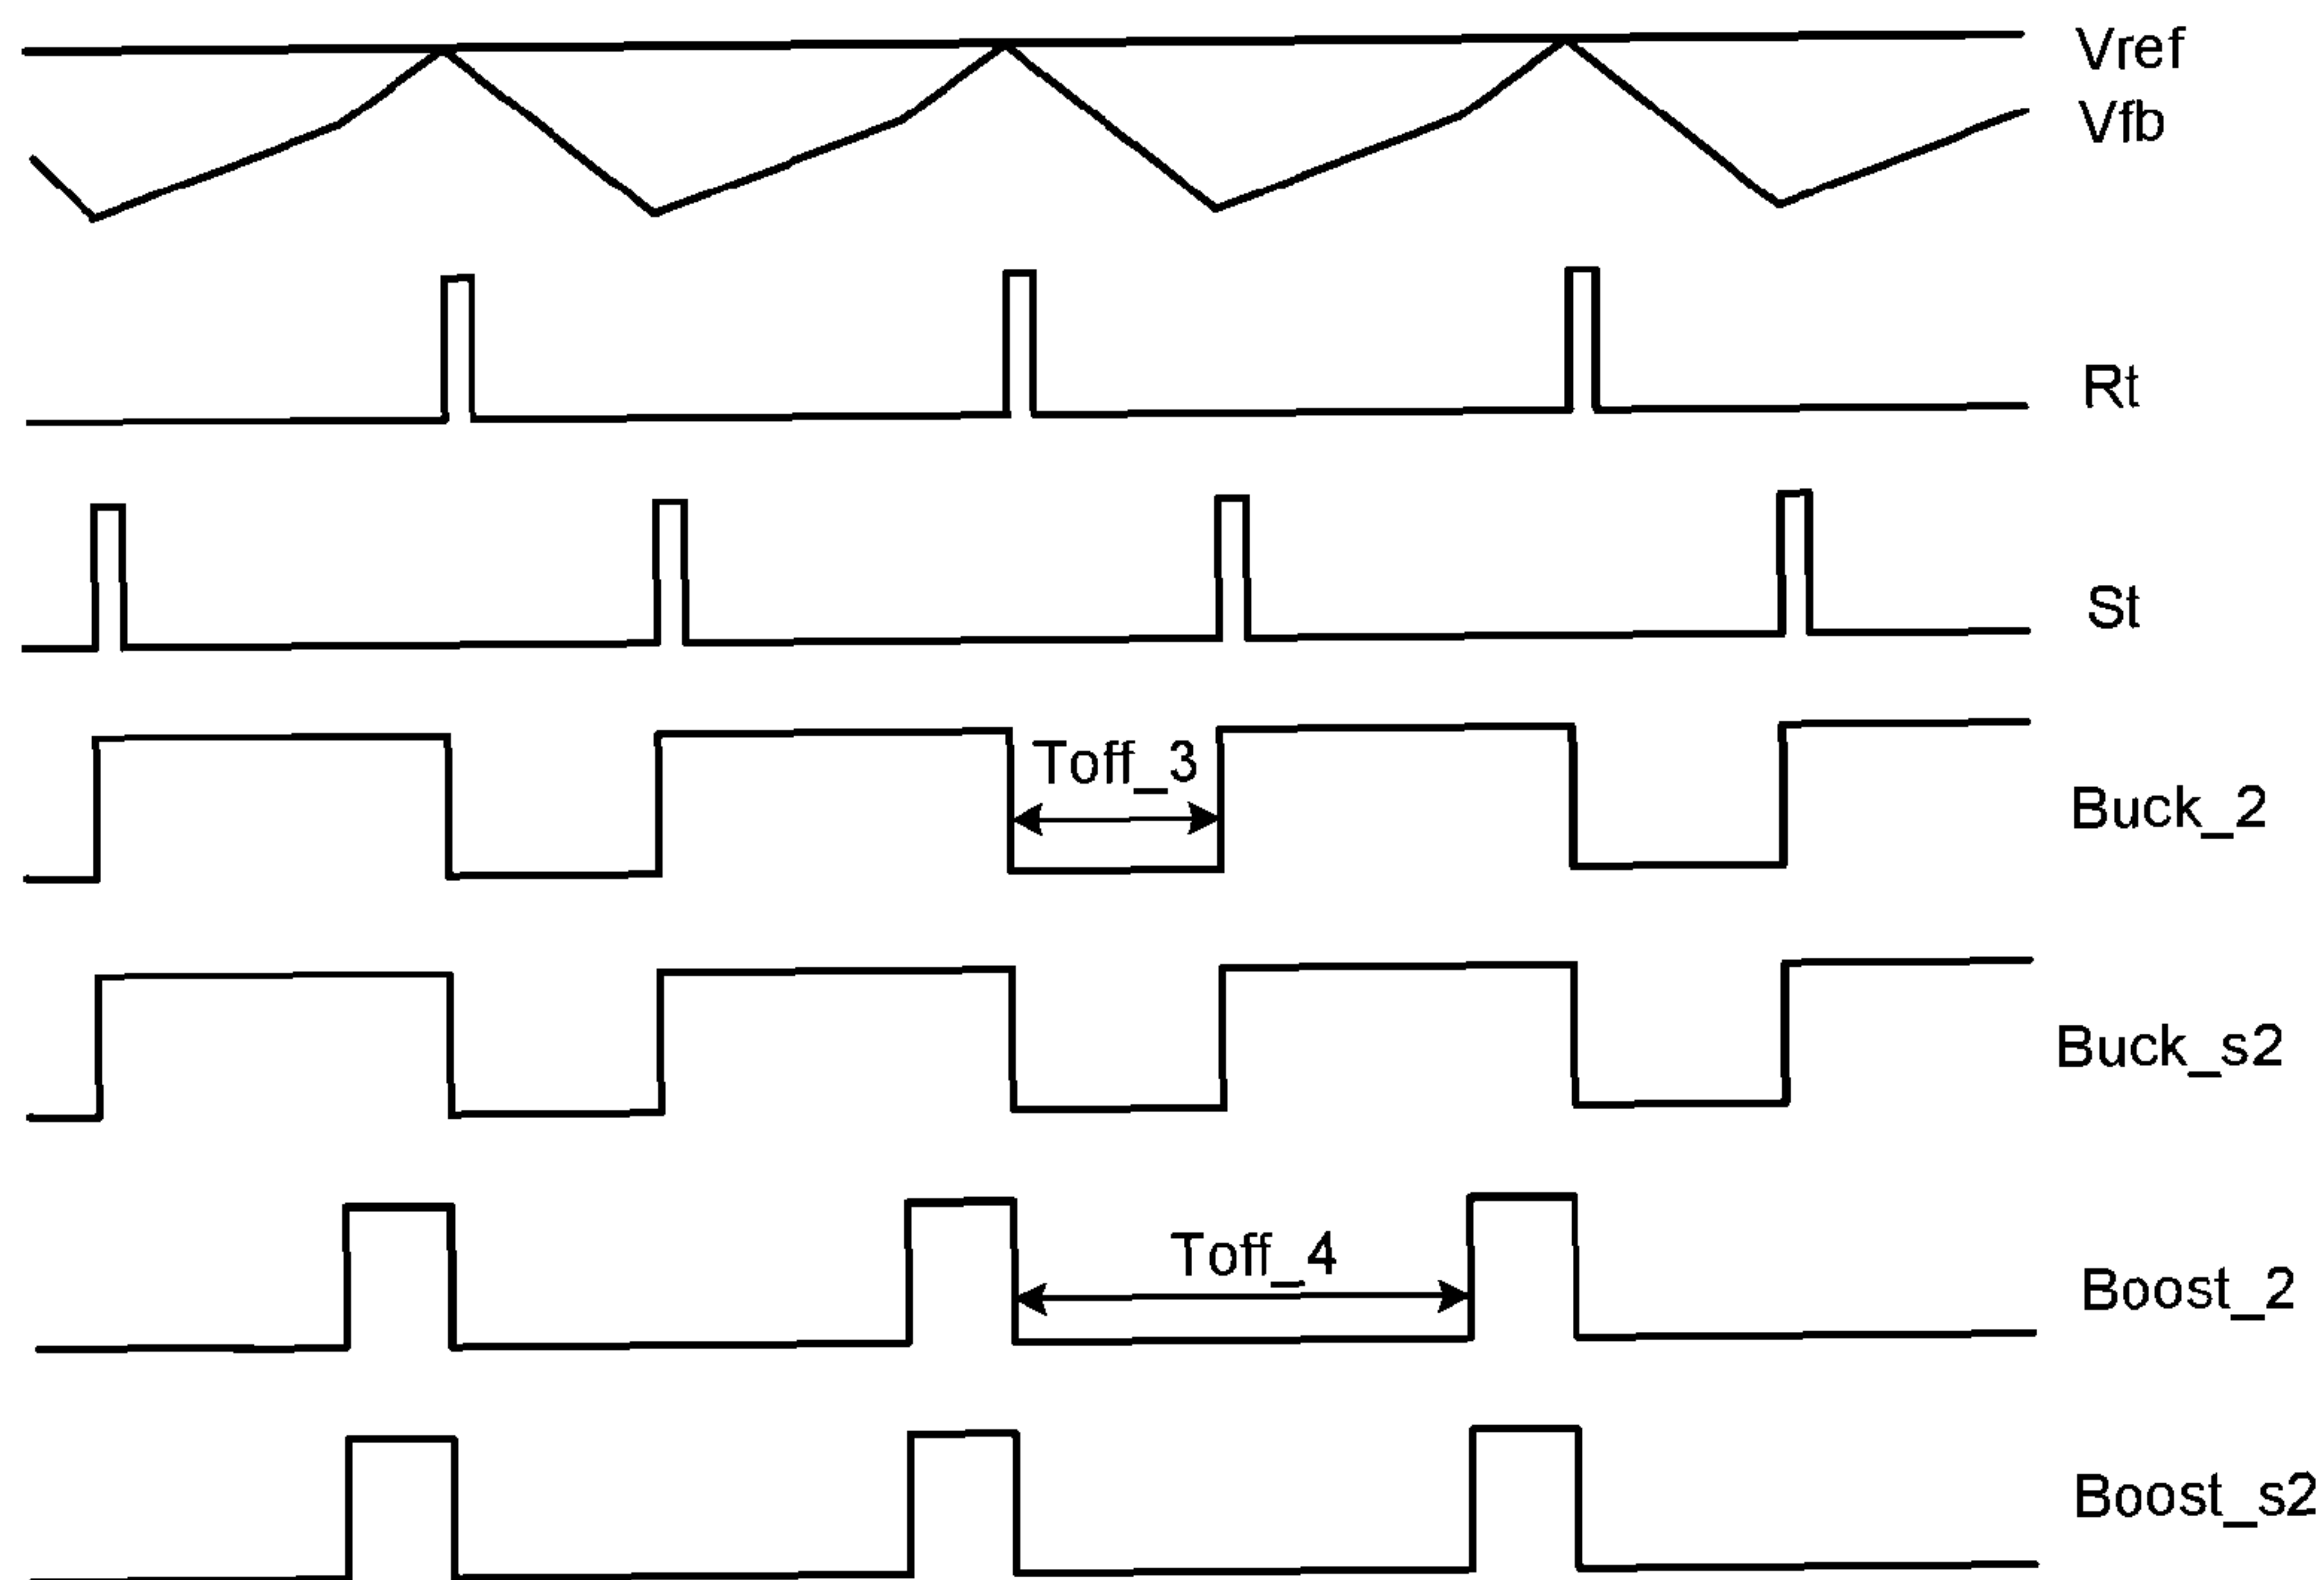 Vref
Vfb
Rt
St
Toff_3
Buck_2
Buck_s2
Toff_4
Boost_2
Boost_s2